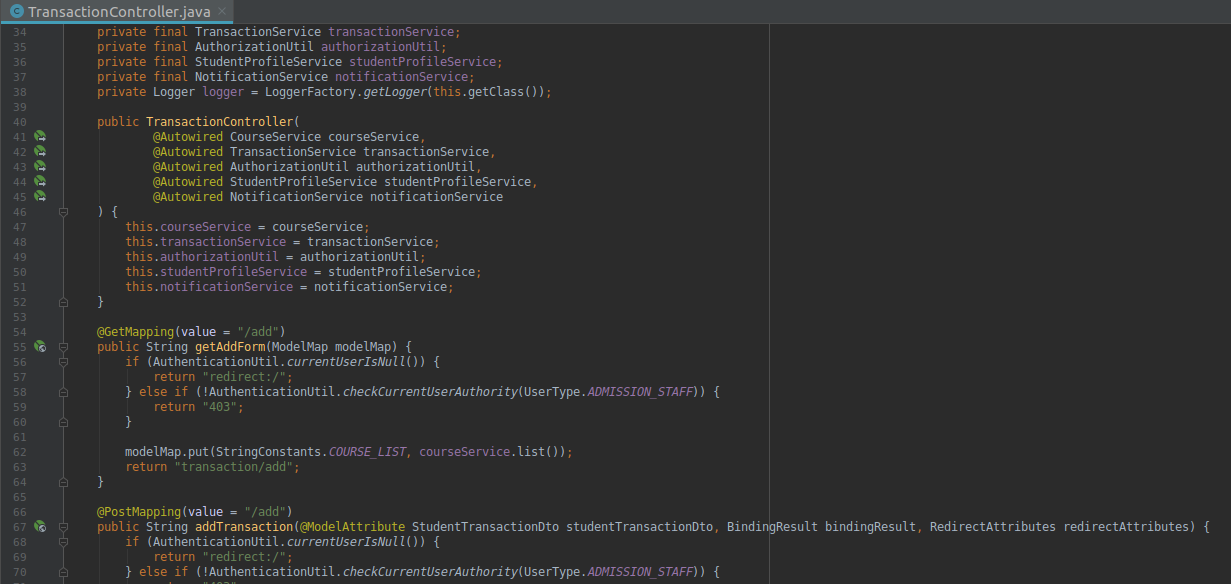 TransactionController.java
34 private final TransactionService transactionService;
35 private final AuthorizationUtil authorizationUtil;
36 private final StudentProfileService studentProfileService;
37 private final NotificationService notificationService;
38 private Logger logger = LoggerFactory.getLogger(this.getClass());
39
40 public TransactionController(
41 @Autowired CourseService courseService,
42 @Autowired TransactionService transactionService,
43 @Autowired AuthorizationUtil authorizationUtil,
44 @Autowired StudentProfileService studentProfileService,
45 @Autowired NotificationService notificationService
46 ) {
47 this.courseService = courseService;
48 this.transactionService = transactionService;
49 this.authorizationUtil = authorizationUtil;
50 this.studentProfileService = studentProfileService;
51 this.notificationService = notificationService;
52 }
53
54 @GetMapping(value = "/add")
55 public String getAddForm(ModelMap modelMap) {
56 if (AuthenticationUtil.currentUserIsNull()) {
57 return "redirect:/";
58 } else if (!AuthenticationUtil.checkCurrentUserAuthority(UserType.ADMISSION_STAFF)) {
59 return "403";
60 }
61
62 modelMap.put(StringConstants.COURSE_LIST, courseService.list());
63 return "transaction/add";
64 }
65
66 @PostMapping(value = "/add")
67 public String addTransaction(@ModelAttribute StudentTransactionDto studentTransactionDto, BindingResult bindingResult, RedirectAttributes redirectAttributes) {
68 if (AuthenticationUtil.currentUserIsNull()) {
69 return "redirect:/";
70 } else if (!AuthenticationUtil.checkCurrentUserAuthority(UserType.ADMISSION_STAFF)) {